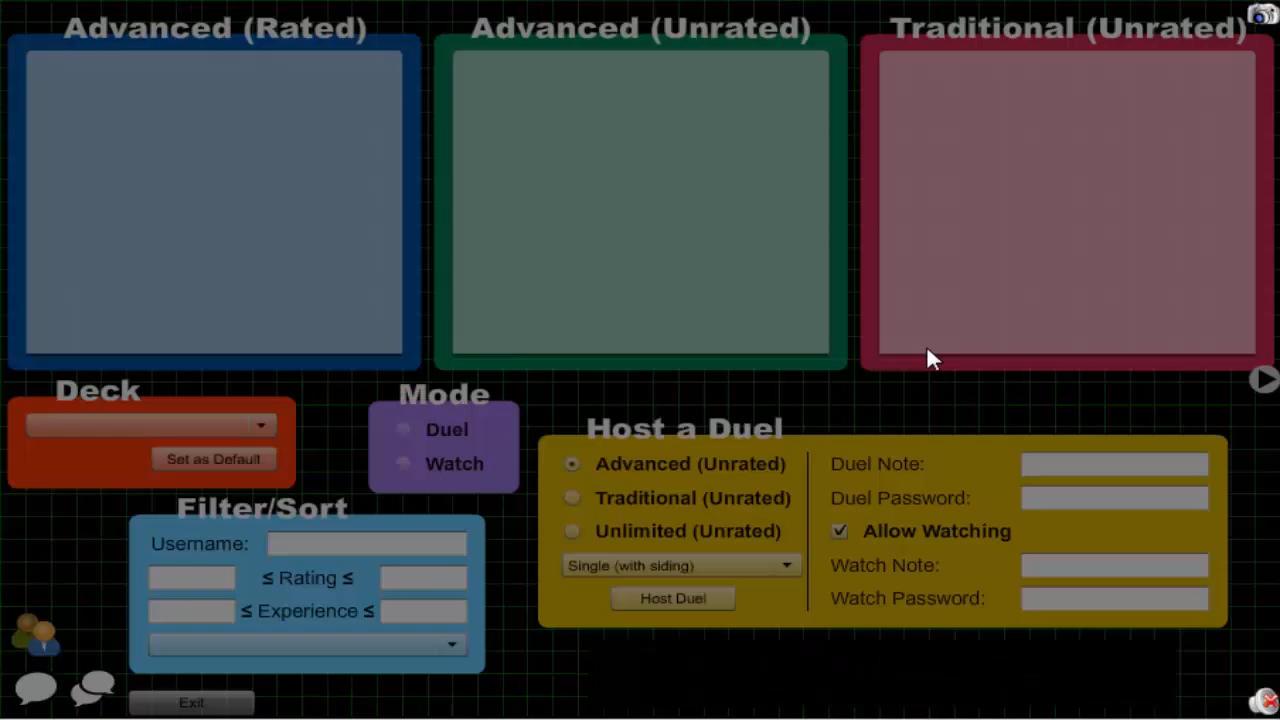 Advanced (Rated)
Advanced (Unrated)
Traditional (Unrated)
Deck
Set as Default
Mode
Duel
Watch
Filter/Sort
Username:
≤ Rating ≤
≤ Experience ≤
Exit
Host a Duel
Advanced (Unrated)
Traditional (Unrated)
Unlimited (Unrated)
Single (with siding)
Host Duel
Duel Note:
Duel Password:
Allow Watching
Watch Note:
Watch Password: